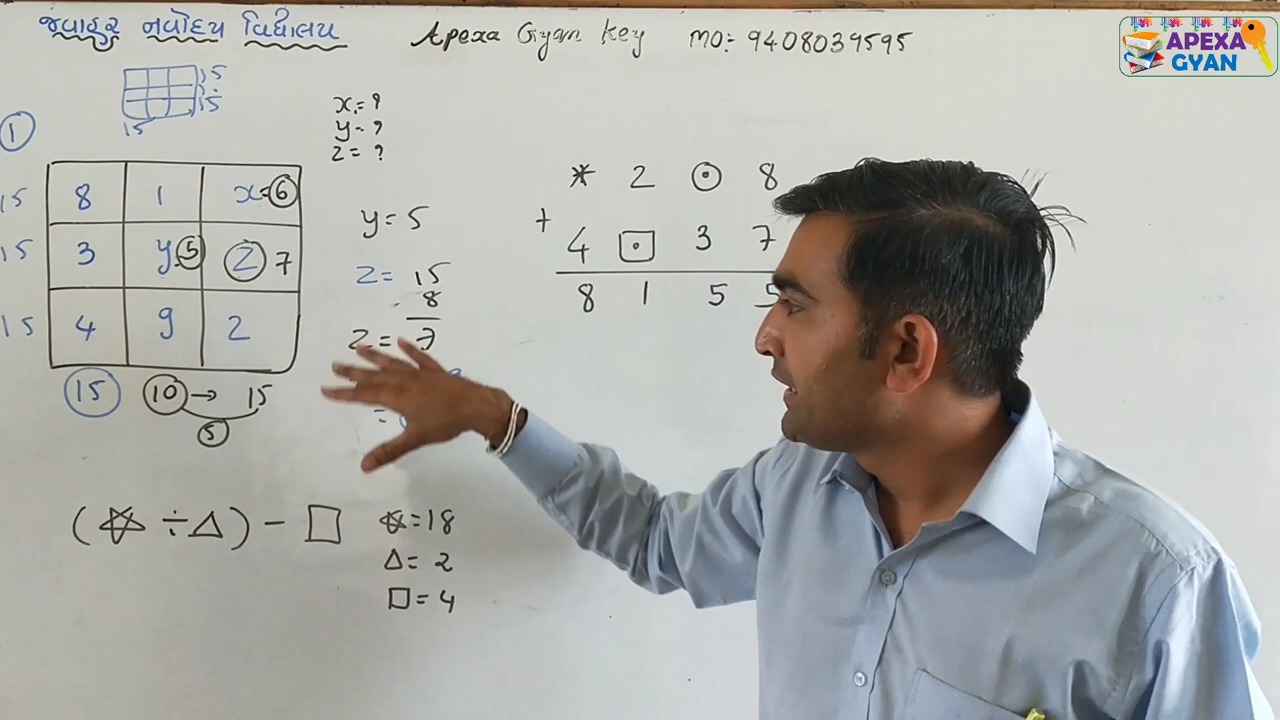 જવાહર નવોદય વિદ્યાલય Apexa Gyan Key MO: 9408039595
APEXA
GYAN
15
15
15
1
x = ?
y = ?
z = ?
15 8 1 x=6
15 3 y=5 Z 7
15 4 9 2
15 10 → 15
5
y = 5
Z = 15
- 8
Z = 7
* 2 ⊙ 8
+ 4 ⊡ 3 7
8 1 5 5
(☆ ÷ △) - □
☆ = 18
△ = 2
□ = 4